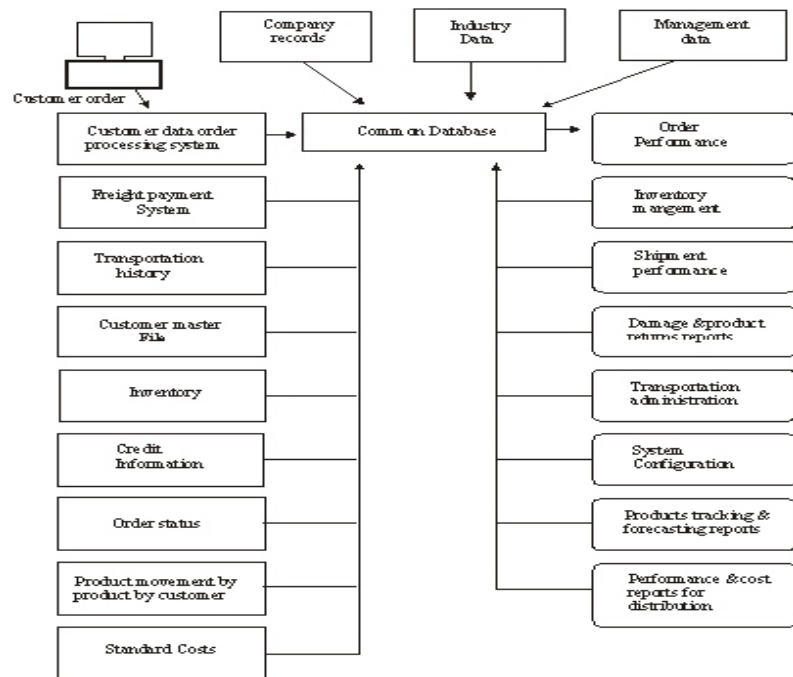 Company
records
Industry
Data
Management
data
Customer order
Customer data order
processing system
Common Database
Order
Performance
Freight payment
System
Inventory
mangement
Transportation
history
Shipment
performance
Customer master
File
Damage & product
returns reports
Inventory
Transportation
administration
Credit
Information
System
Configuration
Order status
Products tracking &
forecasting reports
Product movement by
product by customer
Performance & cost
reports for
distribution
Standard Costs